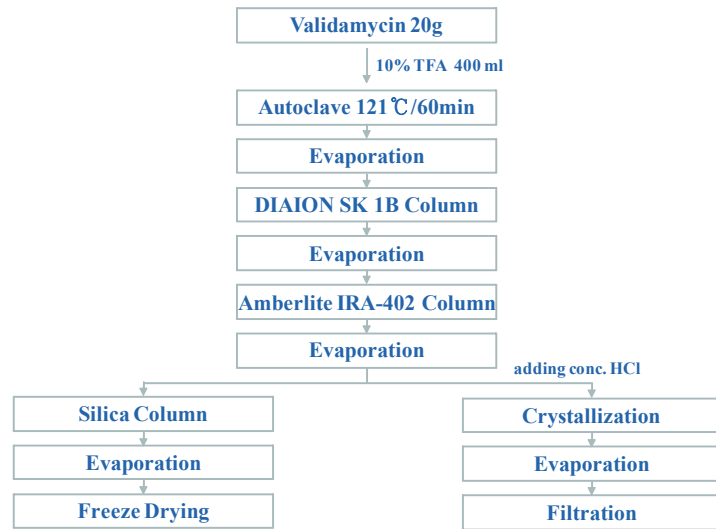 Validamycin 20g
10% TFA 400 ml
Autoclave 121℃/60min
Evaporation
DIAION SK 1B Column
Evaporation
Amberlite IRA-402 Column
Evaporation
adding conc. HCl
Silica Column
Crystallization
Evaporation
Evaporation
Freeze Drying
Filtration